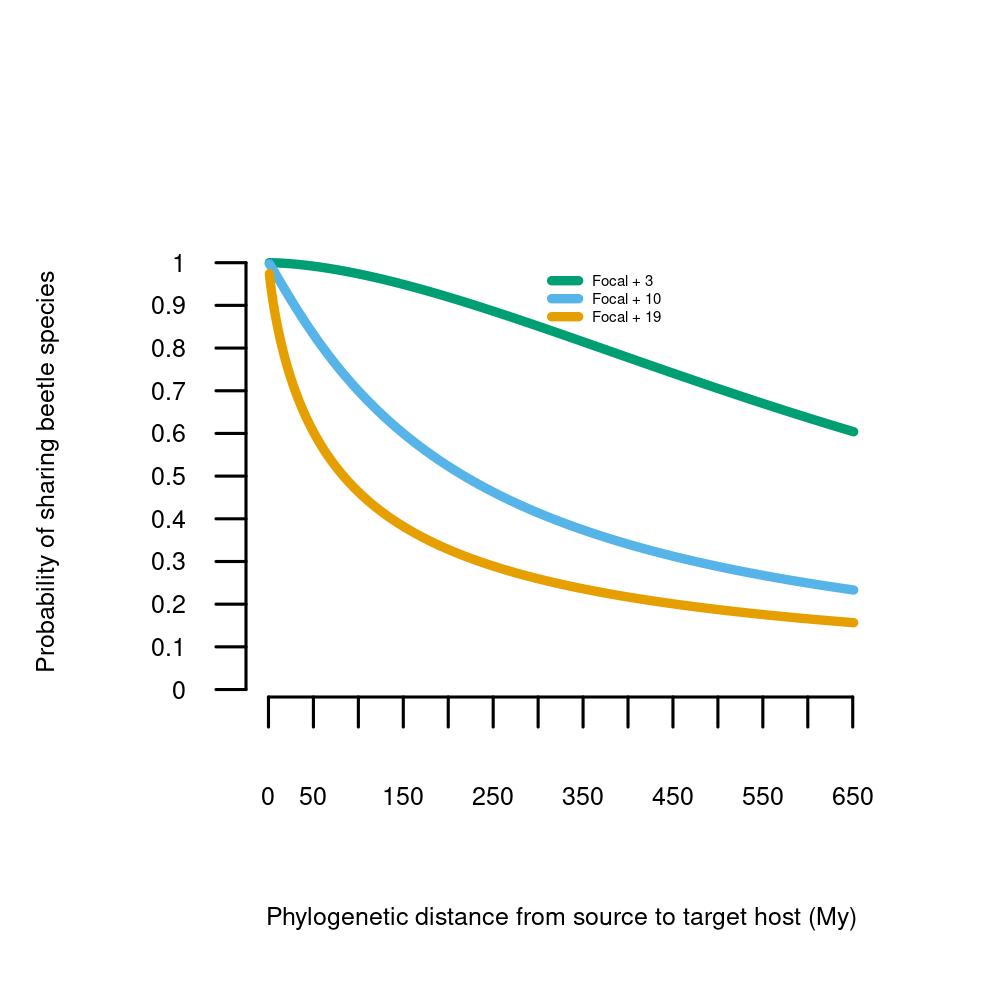 Probability of sharing beetle species
1
0.9
0.8
0.7
0.6
0.5
0.4
0.3
0.2
0.1
0
Focal + 3
Focal + 10
Focal + 19
0 50 150 250 350 450 550 650
Phylogenetic distance from source to target host (My)